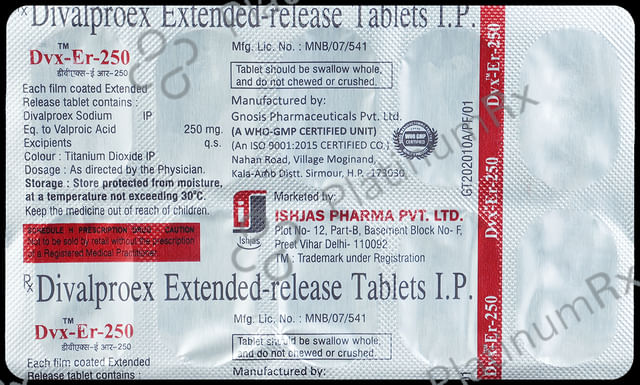 Rx Divalproex Extended-release Tablets I.P.
Dvx-Er-250™
डीवीएक्स-ई आर-250
Each film coated Extended
Release tablet contains :
Divalproex Sodium IP
Eq. to Valproic Acid 250 mg.
Excipients q.s.
Colour : Titanium Dioxide IP
Dosage : As directed by the Physician.
Storage : Store protected from moisture,
at a temperature not exceeding 30°C.
Keep the medicina out of reach of children.
SCHEDULE H PRESCRIPTION DRUG - CAUTION
Not to be sold by retail without the prescription
of a Registered Medical Practitioner.
Mfg. Lic. No. : MNB/07/541
Tablet should be swallow whole,
and do not chewed or crushed.
Manufactured by:
Gnosis Pharmaceuticals Pvt. Ltd.
(A WHO-GMP CERTIFIED UNIT)
(An ISO 9001:2015 CERTIFIED CO.)
Nahan Road, Village Moginand,
Kala-Amb Distt. Sirmour, H.P. -173030
WHO GMP
CERTIFIED
Marketed by:
ISHJAS PHARMA PVT. LTD.
Plot No- 12, Part-B, Basement Block No- F,
Preet Vihar Delhi- 110092
TM : Trademark under Registration
Ishjas
GT202010A/PF/01
Dvx-Er-250
Dvx™-Er-250
Dvx-Er-250
Dvx-Er-250
Rx Divalproex Extended-release Tablets I.P.
Dvx-Er-250™
डीवीएक्स-ई आर-250
Each film coated Extended
Release tablet contains :
Mfg. Lic. No. : MNB/07/541
Tablet should be swallow whole,
and do not chewed or crushed.
Manufactured by:
PlatinumRx
PlatinumRx
PlatinumRx